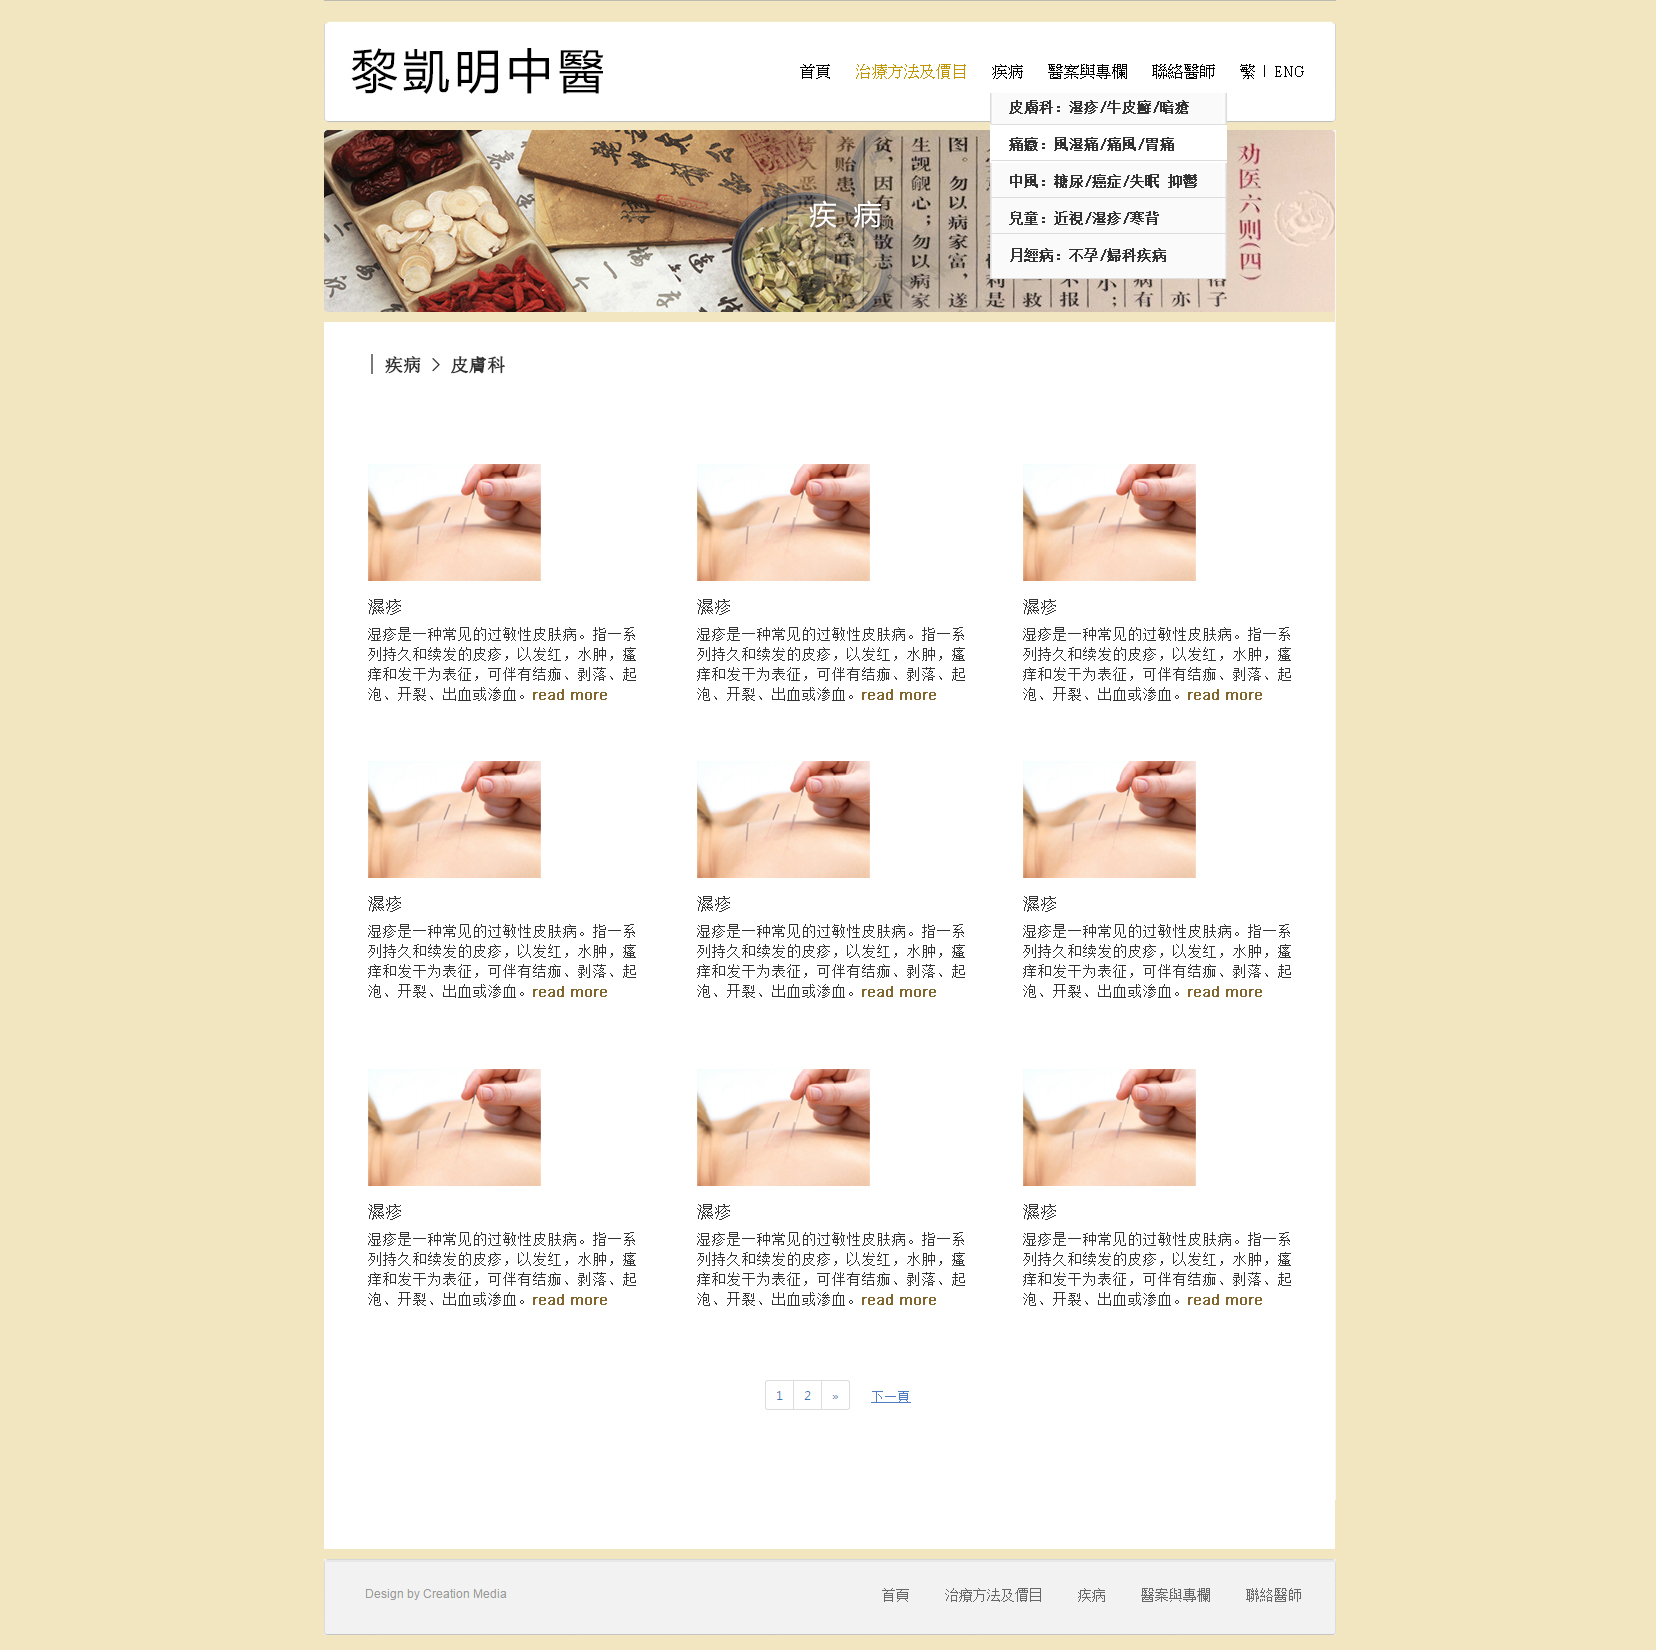 黎凱明中醫
首頁 治療方法及價目 疾病 醫案與專欄 聯絡醫師 繁 | ENG
皮膚科：濕疹/牛皮癬/暗瘡
痛癥：風濕痛/痛風/胃痛
中風：糖尿/癌症/失眠 抑鬱
兒童：近視/濕疹/寒背
月經病：不孕/婦科疾病
疾 病
劝医六则(四)
疾病 > 皮膚科
濕疹
湿疹是一种常见的过敏性皮肤病。指一系
列持久和续发的皮疹，以发红，水肿，瘙
痒和发干为表征，可伴有结痂、剥落、起
泡、开裂、出血或渗血。read more
濕疹
湿疹是一种常见的过敏性皮肤病。指一系
列持久和续发的皮疹，以发红，水肿，瘙
痒和发干为表征，可伴有结痂、剥落、起
泡、开裂、出血或渗血。read more
濕疹
湿疹是一种常见的过敏性皮肤病。指一系
列持久和续发的皮疹，以发红，水肿，瘙
痒和发干为表征，可伴有结痂、剥落、起
泡、开裂、出血或渗血。read more
濕疹
湿疹是一种常见的过敏性皮肤病。指一系
列持久和续发的皮疹，以发红，水肿，瘙
痒和发干为表征，可伴有结痂、剥落、起
泡、开裂、出血或渗血。read more
濕疹
湿疹是一种常见的过敏性皮肤病。指一系
列持久和续发的皮疹，以发红，水肿，瘙
痒和发干为表征，可伴有结痂、剥落、起
泡、开裂、出血或渗血。read more
濕疹
湿疹是一种常见的过敏性皮肤病。指一系
列持久和续发的皮疹，以发红，水肿，瘙
痒和发干为表征，可伴有结痂、剥落、起
泡、开裂、出血或渗血。read more
濕疹
湿疹是一种常见的过敏性皮肤病。指一系
列持久和续发的皮疹，以发红，水肿，瘙
痒和发干为表征，可伴有结痂、剥落、起
泡、开裂、出血或渗血。read more
濕疹
湿疹是一种常见的过敏性皮肤病。指一系
列持久和续发的皮疹，以发红，水肿，瘙
痒和发干为表征，可伴有结痂、剥落、起
泡、开裂、出血或渗血。read more
濕疹
湿疹是一种常见的过敏性皮肤病。指一系
列持久和续发的皮疹，以发红，水肿，瘙
痒和发干为表征，可伴有结痂、剥落、起
泡、开裂、出血或渗血。read more
1 2 » 下一頁
Design by Creation Media
首頁 治療方法及價目 疾病 醫案與專欄 聯絡醫師